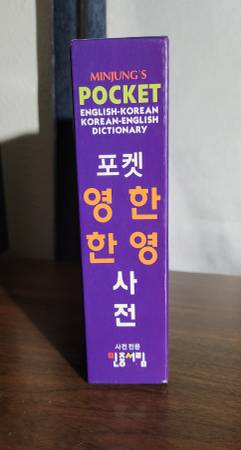 MINJUNG'S
POCKET
ENGLISH-KOREAN
KOREAN-ENGLISH
DICTIONARY
포켓
영한
한영
사
전
사전 전문
민중서림